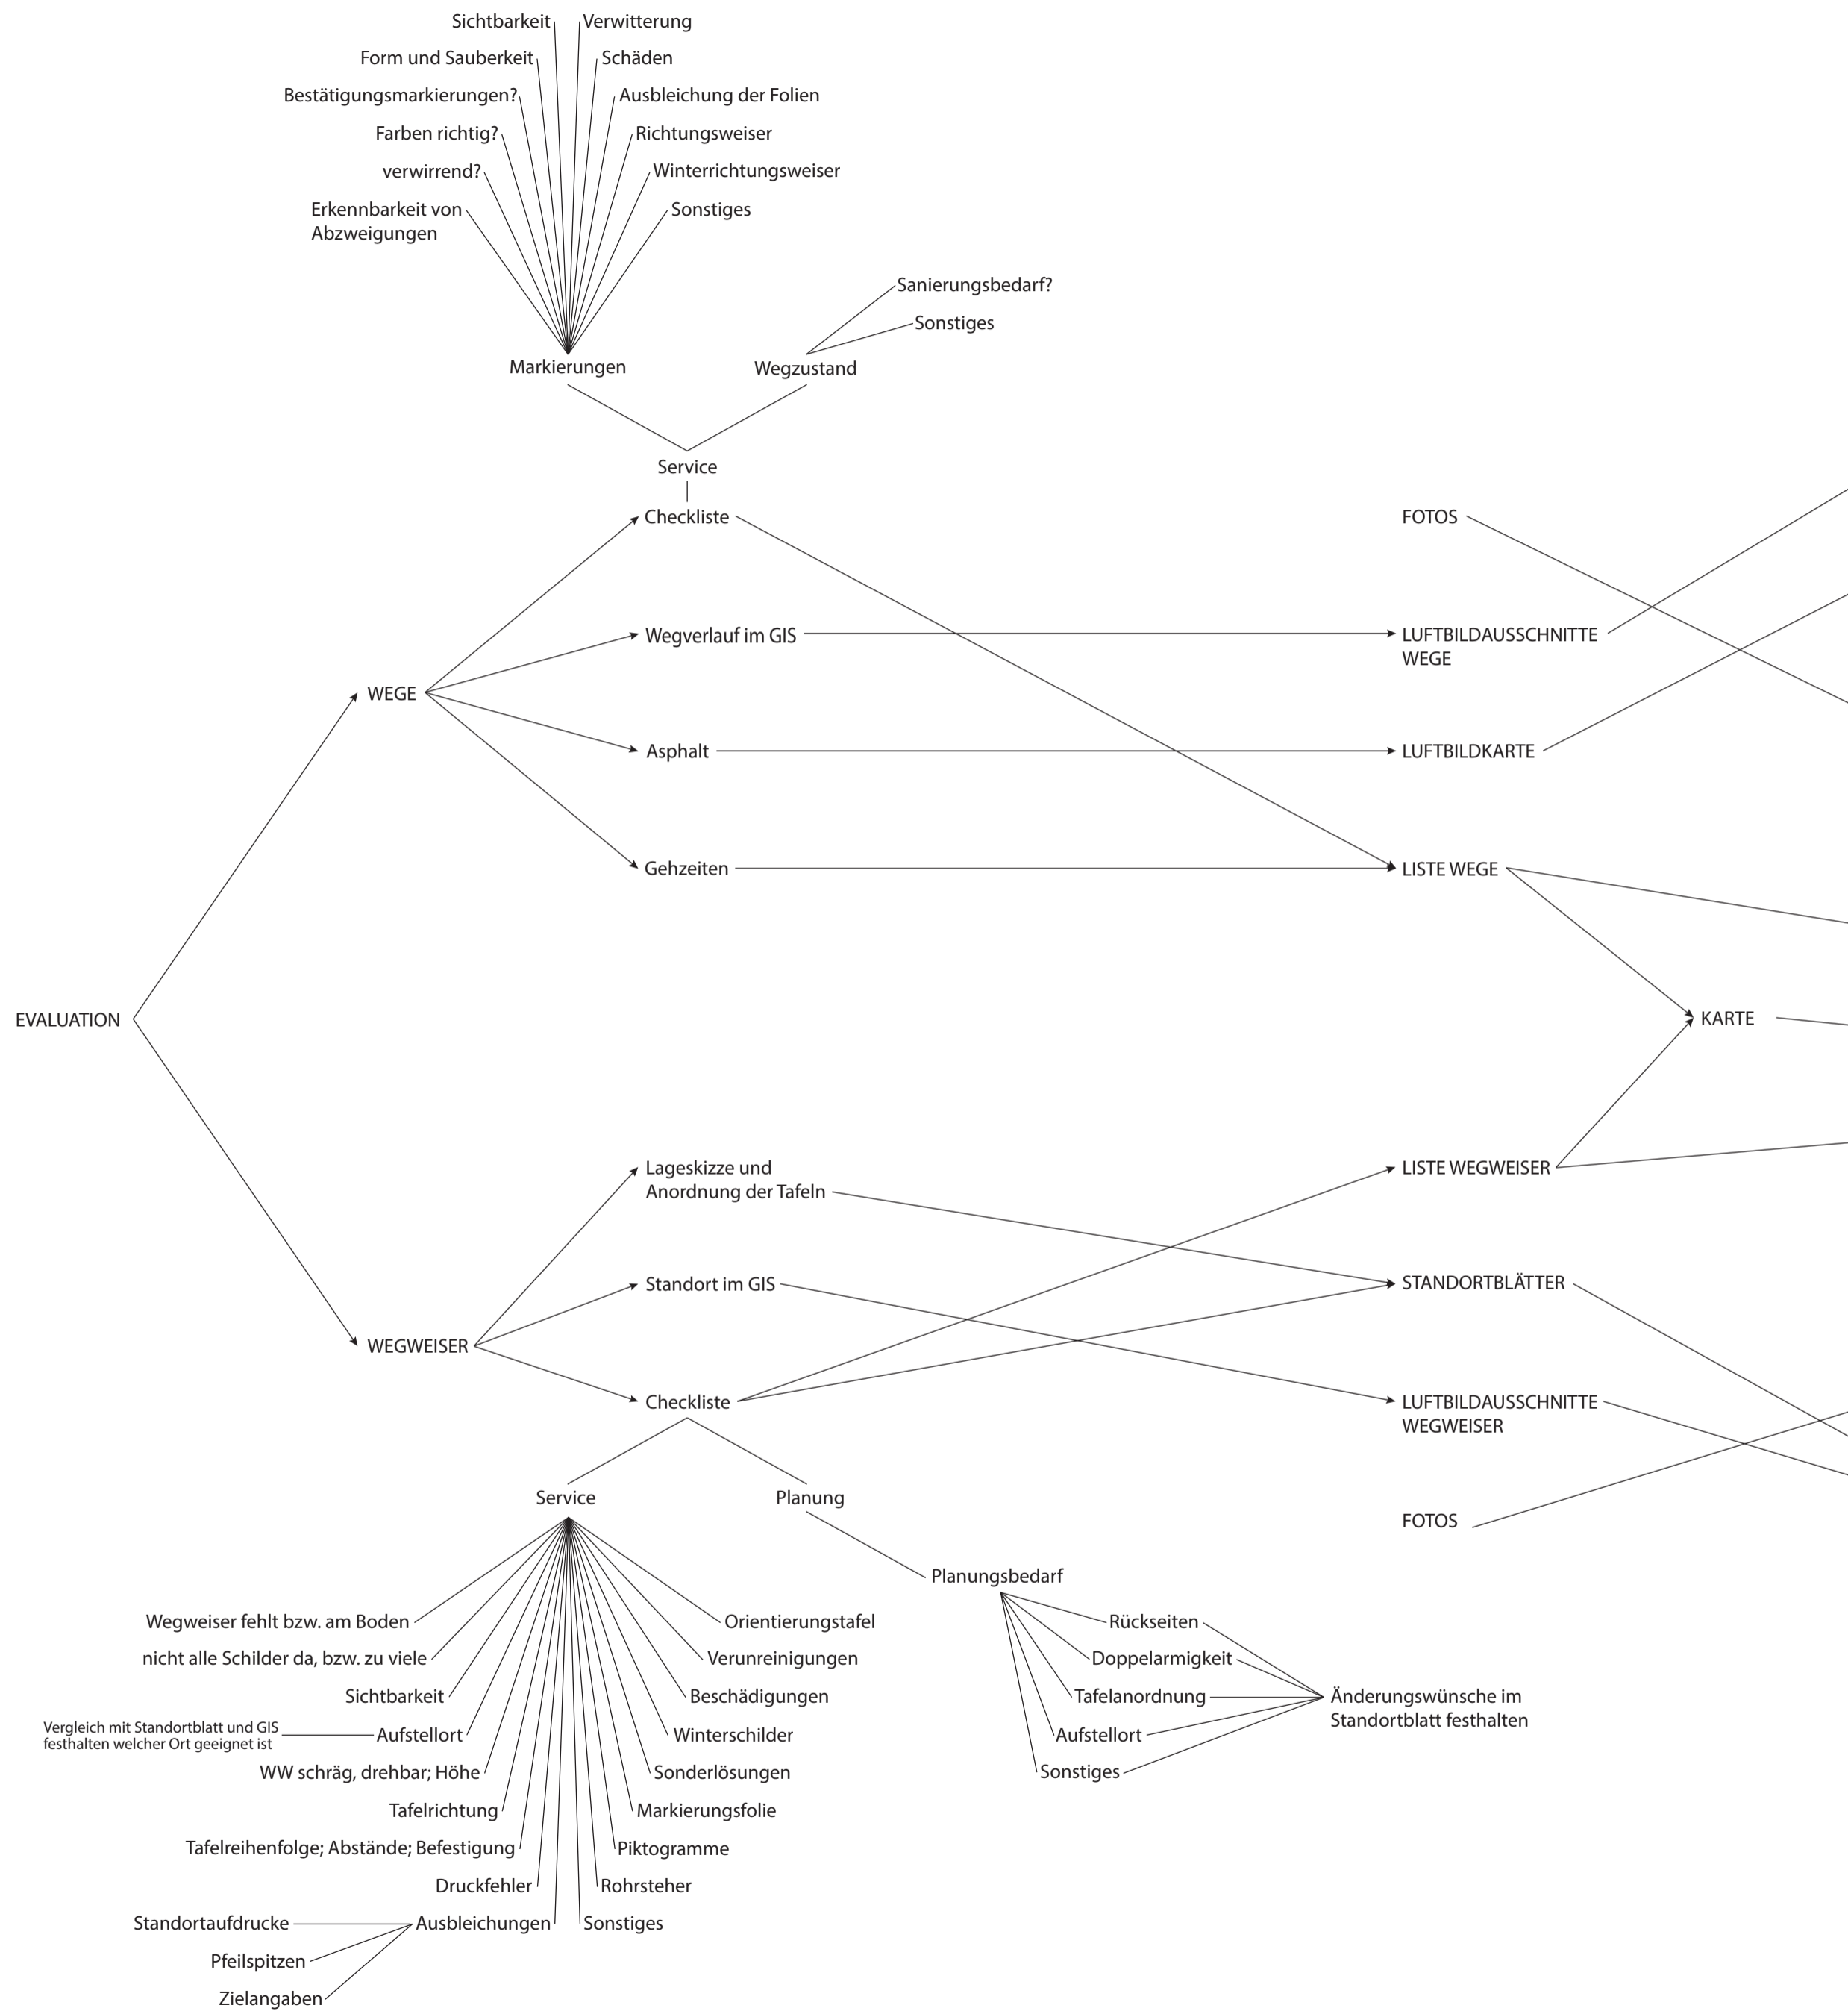 Sichtbarkeit
Verwitterung
Form und Sauberkeit
Schäden
Bestätigungsmarkierungen?
Ausbleichung der Folien
Farben richtig?
Richtungsweiser
verwirrend?
Winterrichtungsweiser
Erkennbarkeit von
Abzweigungen
Sonstiges
Sanierungsbedarf?
Sonstiges
Markierungen
Wegzustand
Service
Checkliste
FOTOS
Wegverlauf im GIS
LUFTBILDAUSSCHNITTE
WEGE
WEGE
Asphalt
LUFTBILDKARTE
Gehzeiten
LISTE WEGE
EVALUATION
KARTE
Lageskizze und
Anordnung der Tafeln
LISTE WEGWEISER
Standort im GIS
STANDORTBLÄTTER
WEGWEISER
Checkliste
LUFTBILDAUSSCHNITTE
WEGWEISER
Service
Planung
FOTOS
Planungsbedarf
Wegweiser fehlt bzw. am Boden
Orientierungstafel
Rückseiten
nicht alle Schilder da, bzw. zu viele
Verunreinigungen
Doppelarmigkeit
Sichtbarkeit
Beschädigungen
Tafelanordnung
Änderungswünsche im
Standortblatt festhalten
Vergleich mit Standortblatt und GIS
festhalten welcher Ort geeignet ist
Aufstellort
Winterschilder
Aufstellort
WW schräg, drehbar; Höhe
Sonderlösungen
Sonstiges
Tafelrichtung
Markierungsfolie
Tafelreihenfolge; Abstände; Befestigung
Piktogramme
Druckfehler
Rohrsteher
Standortaufdrucke
Ausbleichungen
Sonstiges
Pfeilspitzen
Zielangaben